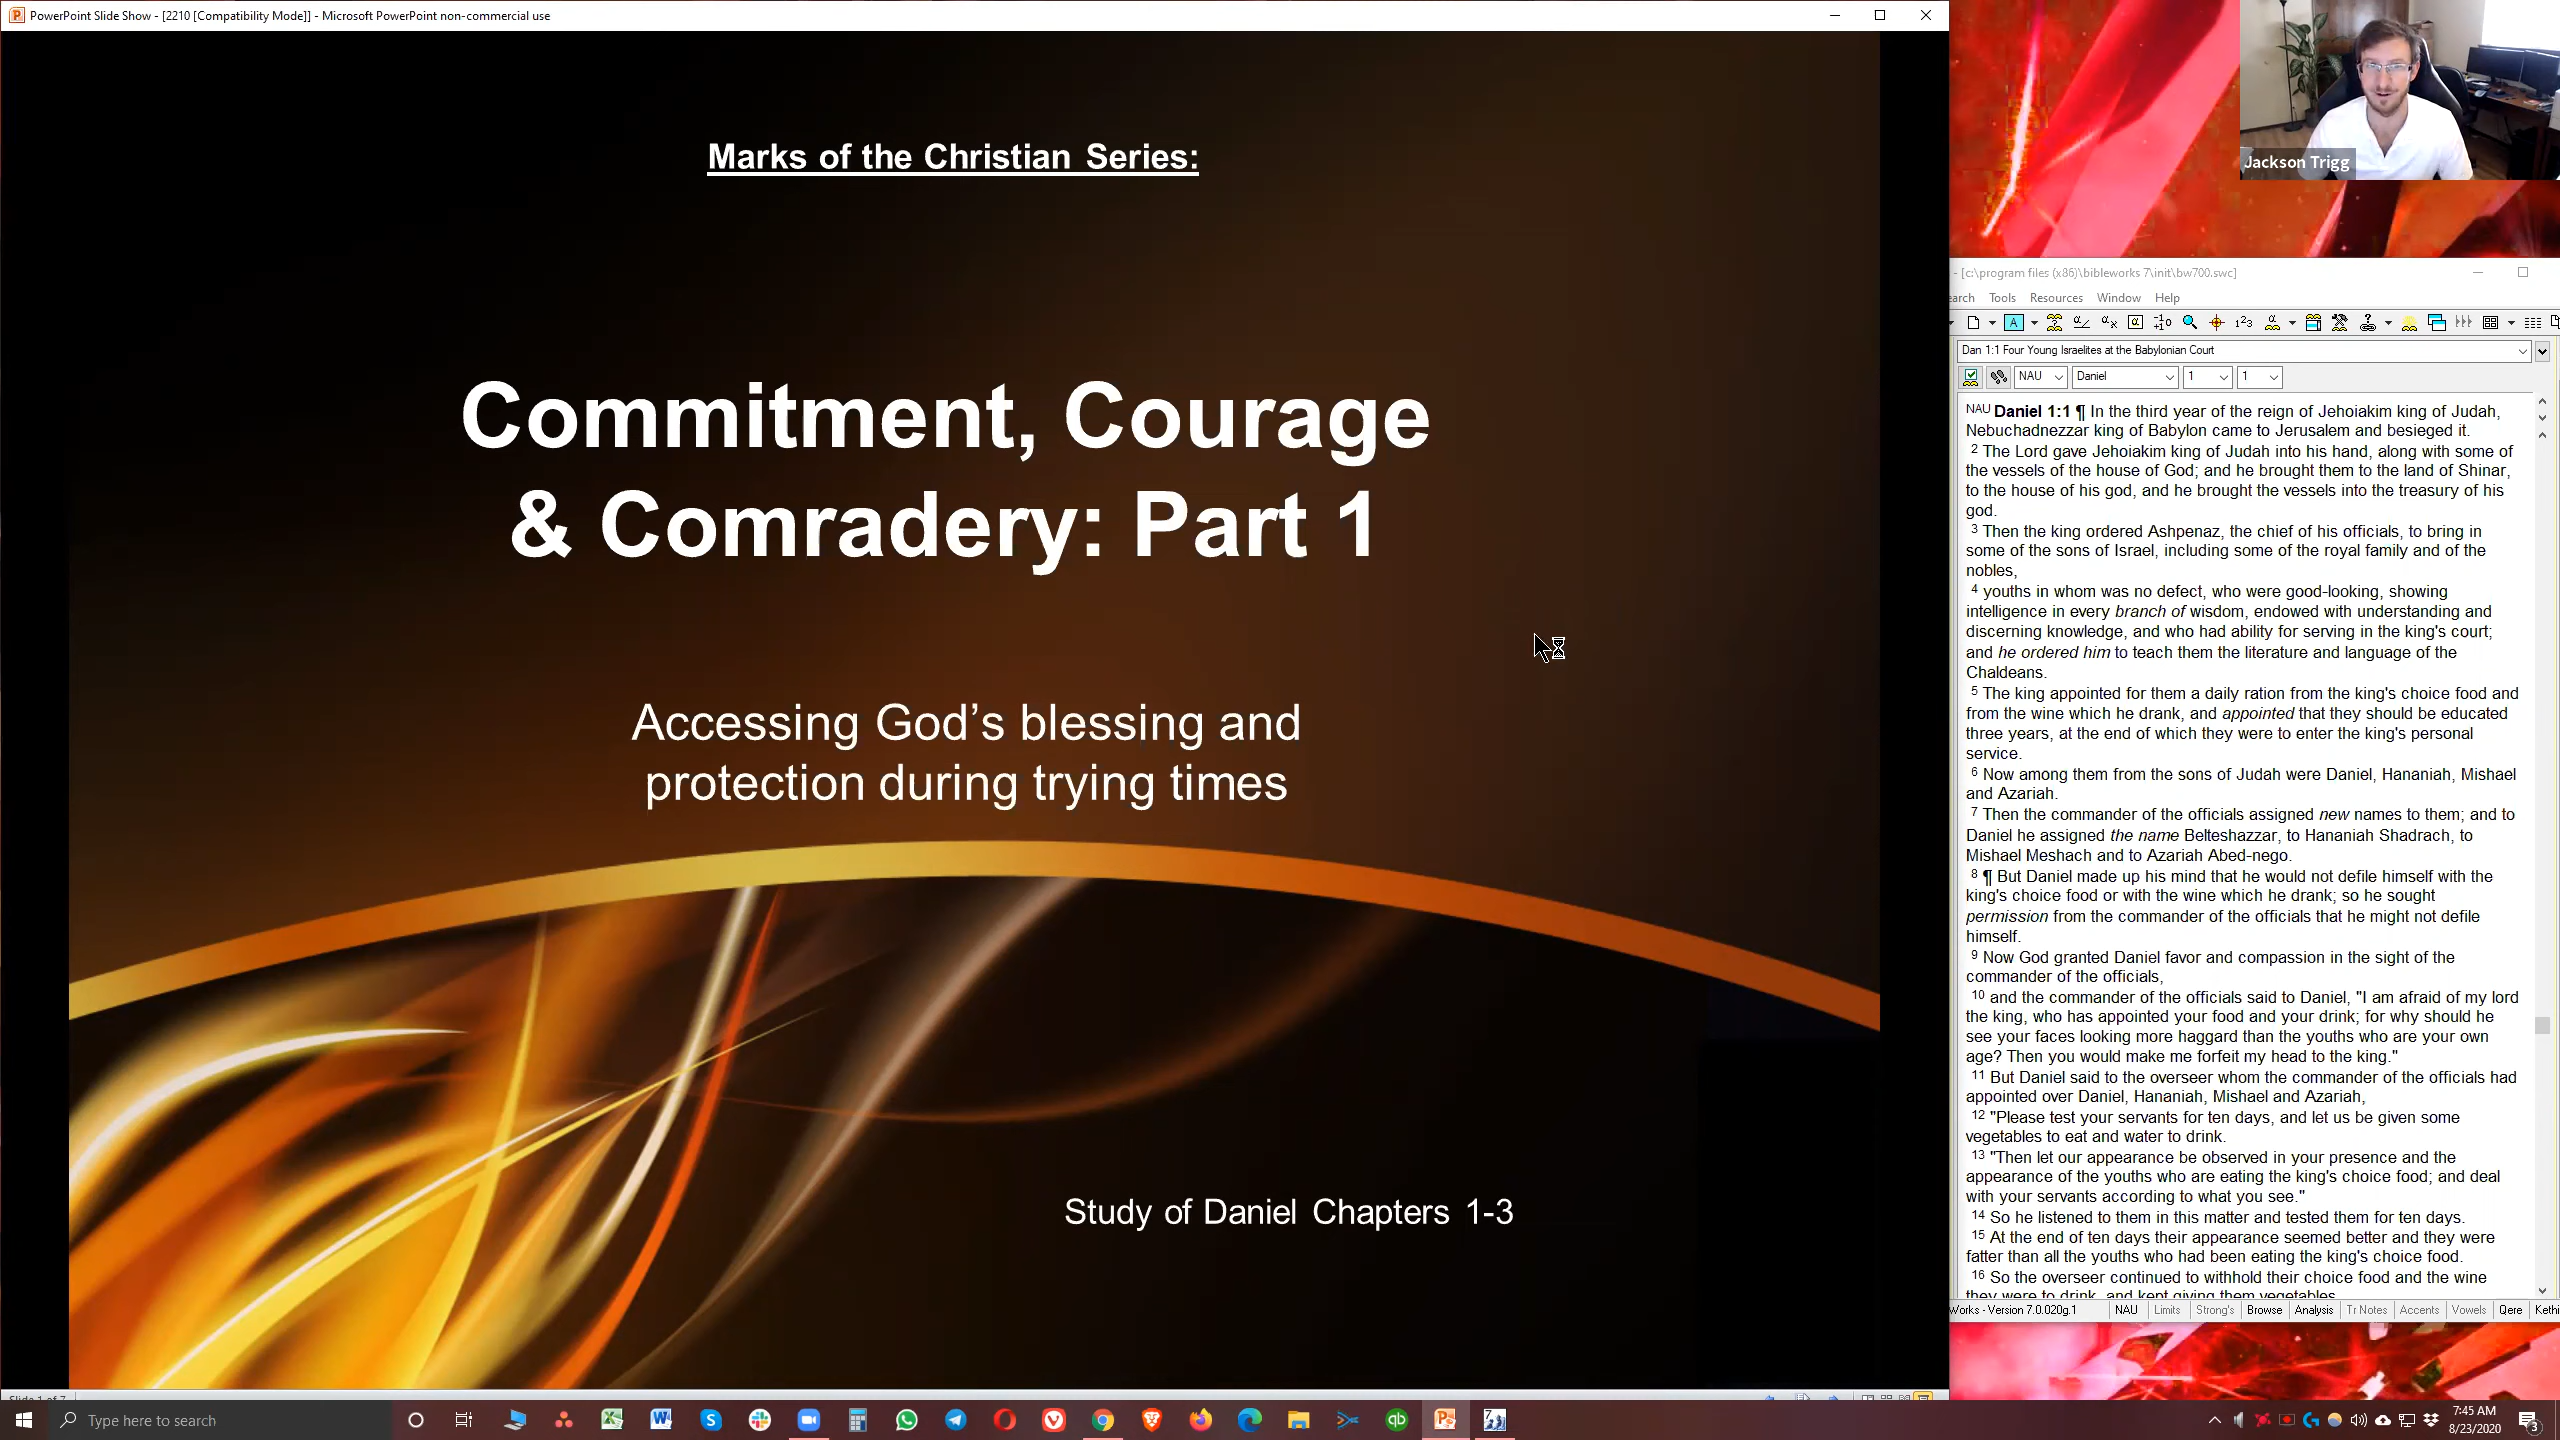 PowerPoint Slide Show - [2210 [Compatibility Mode]] - Microsoft PowerPoint non-commercial use
Marks of the Christian Series:
Commitment, Courage
& Comradery: Part 1
Accessing God’s blessing and
protection during trying times
Study of Daniel Chapters 1-3
Jackson Trigg
- [c:\program files (x86)\bibleworks 7\init\bw700.swc]
earch Tools Resources Window Help
Dan 1:1 Four Young Israelites at the Babylonian Court
NAU Daniel 1 1
NAU Daniel 1:1 ¶ In the third year of the reign of Jehoiakim king of Judah,
Nebuchadnezzar king of Babylon came to Jerusalem and besieged it.
2 The Lord gave Jehoiakim king of Judah into his hand, along with some of
the vessels of the house of God; and he brought them to the land of Shinar,
to the house of his god, and he brought the vessels into the treasury of his
god.
3 Then the king ordered Ashpenaz, the chief of his officials, to bring in
some of the sons of Israel, including some of the royal family and of the
nobles,
4 youths in whom was no defect, who were good-looking, showing
intelligence in every branch of wisdom, endowed with understanding and
discerning knowledge, and who had ability for serving in the king's court;
and he ordered him to teach them the literature and language of the
Chaldeans.
5 The king appointed for them a daily ration from the king's choice food and
from the wine which he drank, and appointed that they should be educated
three years, at the end of which they were to enter the king's personal
service.
6 Now among them from the sons of Judah were Daniel, Hananiah, Mishael
and Azariah.
7 Then the commander of the officials assigned new names to them; and to
Daniel he assigned the name Belteshazzar, to Hananiah Shadrach, to
Mishael Meshach and to Azariah Abed-nego.
8 ¶ But Daniel made up his mind that he would not defile himself with the
king's choice food or with the wine which he drank; so he sought
permission from the commander of the officials that he might not defile
himself.
9 Now God granted Daniel favor and compassion in the sight of the
commander of the officials,
10 and the commander of the officials said to Daniel, "I am afraid of my lord
the king, who has appointed your food and your drink; for why should he
see your faces looking more haggard than the youths who are your own
age? Then you would make me forfeit my head to the king."
11 But Daniel said to the overseer whom the commander of the officials had
appointed over Daniel, Hananiah, Mishael and Azariah,
12 "Please test your servants for ten days, and let us be given some
vegetables to eat and water to drink.
13 "Then let our appearance be observed in your presence and the
appearance of the youths who are eating the king's choice food; and deal
with your servants according to what you see."
14 So he listened to them in this matter and tested them for ten days.
15 At the end of ten days their appearance seemed better and they were
fatter than all the youths who had been eating the king's choice food.
16 So the overseer continued to withhold their choice food and the wine
they were to drink, and kept giving them vegetables.
Works - Version 7.0.020g.1 NAU Limits Strong's Browse Analysis Tr Notes Accents Vowels Qere Kethi
Slide 1 of 7
Type here to search
7:45 AM
8/23/2020
3